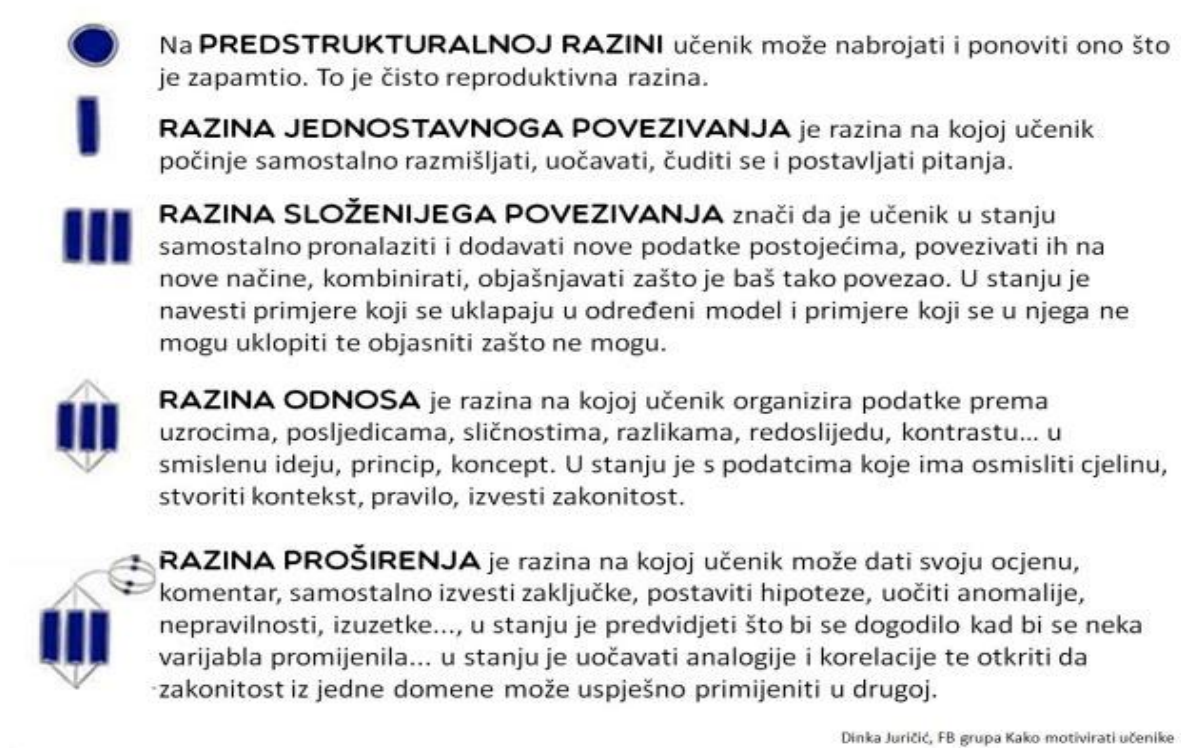 Na PREDSTRUKTURALNOJ RAZINI učenik može nabrojati i ponoviti ono što
je zapamtio. To je čisto reproduktivna razina.
RAZINA JEDNOSTAVNOGA POVEZIVANJA je razina na kojoj učenik
počinje samostalno razmišljati, uočavati, čuditi se i postavljati pitanja.
RAZINA SLOŽENIJEGA POVEZIVANJA znači da je učenik u stanju
samostalno pronalaziti i dodavati nove podatke postojećima, povezivati ih na
nove načine, kombinirati, objašnjavati zašto je baš tako povezao. U stanju je
navesti primjere koji se uklapaju u određeni model i primjere koji se u njega ne
mogu uklopiti te objasniti zašto ne mogu.
RAZINA ODNOSA je razina na kojoj učenik organizira podatke prema
uzrocima, posljedicama, sličnostima, razlikama, redoslijedu, kontrastu... u
smislenu ideju, princip, koncept. U stanju je s podatcima koje ima osmisliti cjelinu,
stvoriti kontekst, pravilo, izvesti zakonitost.
RAZINA PROŠIRENJA je razina na kojoj učenik može dati svoju ocjenu,
komentar, samostalno izvesti zaključke, postaviti hipoteze, uočiti anomalije,
nepravilnosti, izuzetke..., u stanju je predvidjeti što bi se dogodilo kad bi se neka
varijabla promijenila... u stanju je uočavati analogije i korelacije te otkriti da
zakonitost iz jedne domene može uspješno primijeniti u drugoj.
Dinka Juričić, FB grupa Kako motivirati učenike